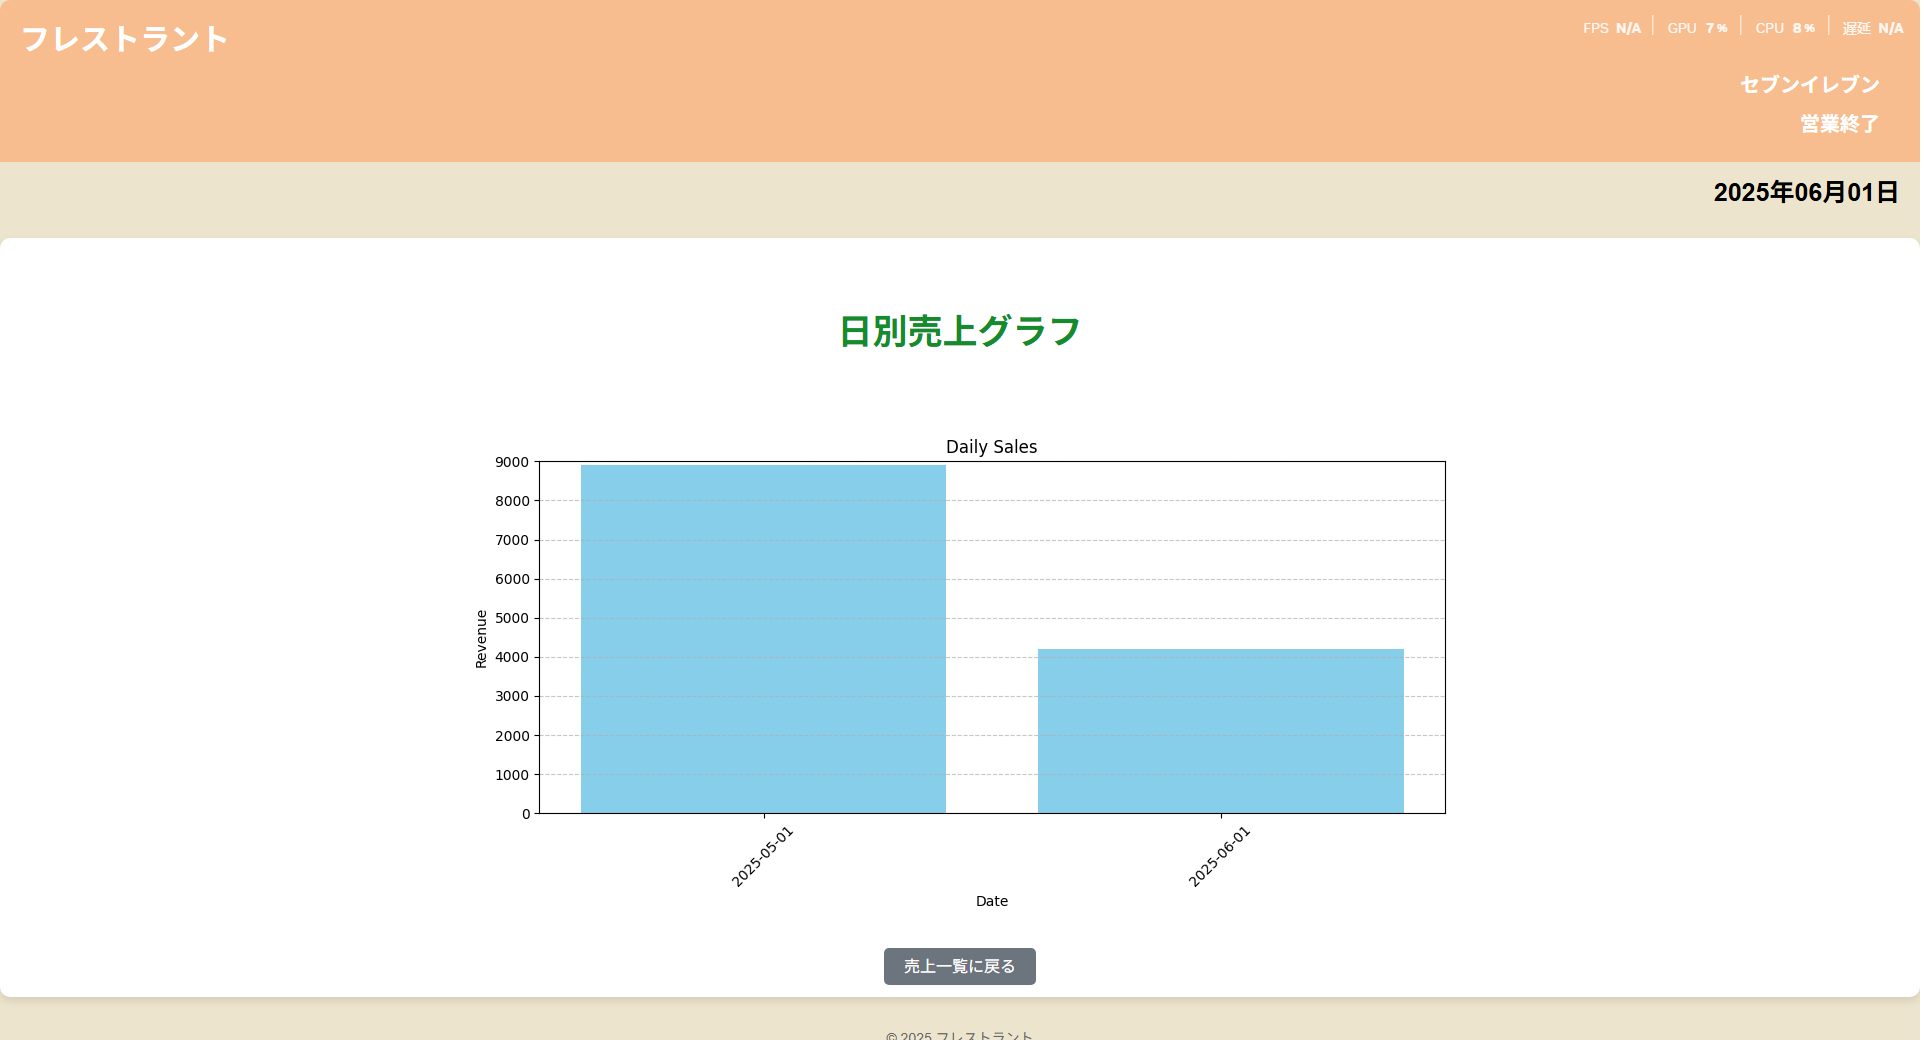 フレストラント
FPS N/A | GPU 7% | CPU 8% | 遅延 N/A
セブンイレブン
営業終了
2025年06月01日
日別売上グラフ
Daily Sales
9000
8000
7000
6000
5000
4000
3000
2000
1000
0
Revenue
2025-05-01
2025-06-01
Date
売上一覧に戻る
© 2025 フレストラント